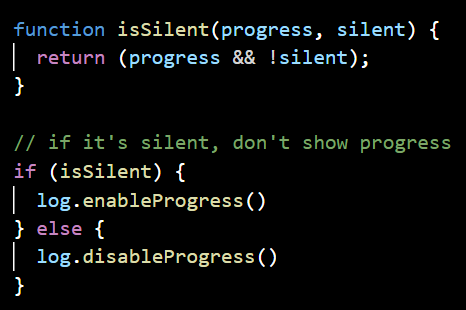 function isSilent(progress, silent) {
  return (progress && !silent);
}

// if it's silent, don't show progress
if (isSilent) {
  log.enableProgress()
} else {
  log.disableProgress()
}